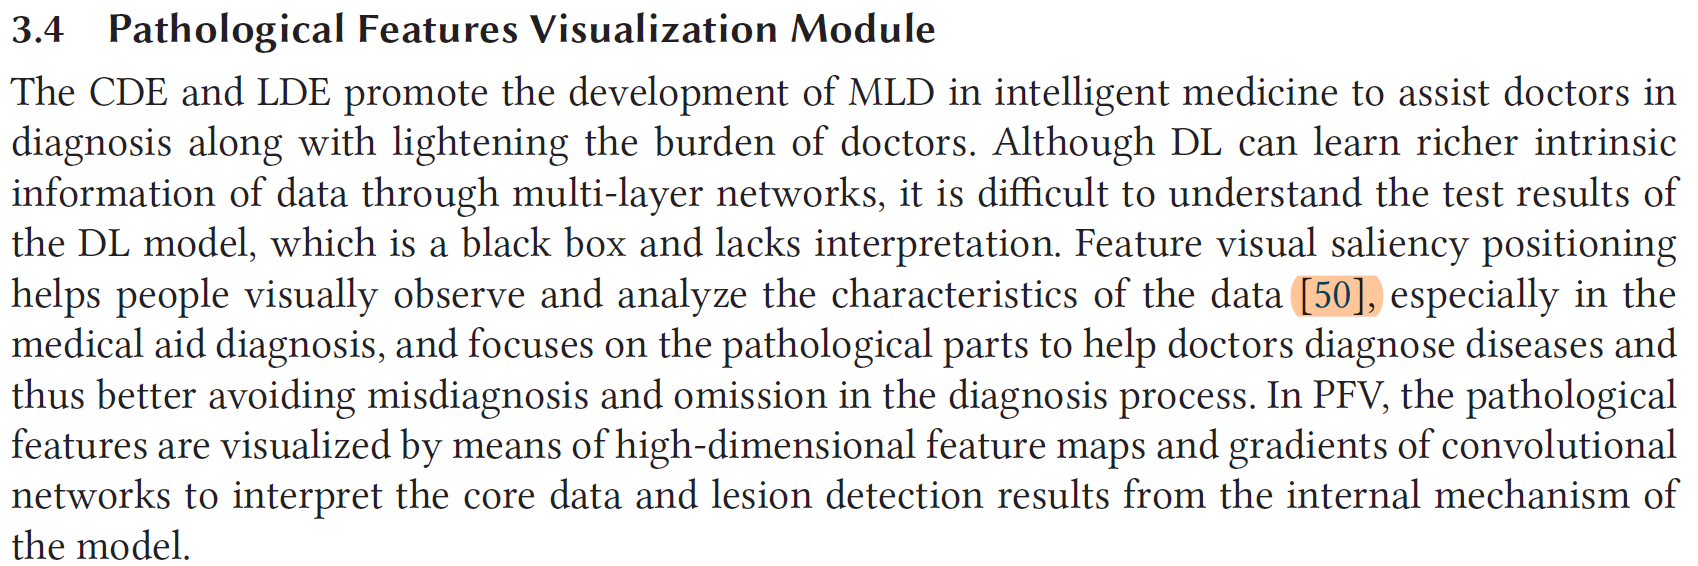 3.4 Pathological Features Visualization Module
The CDE and LDE promote the development of MLD in intelligent medicine to assist doctors in
diagnosis along with lightening the burden of doctors. Although DL can learn richer intrinsic
information of data through multi-layer networks, it is difficult to understand the test results of
the DL model, which is a black box and lacks interpretation. Feature visual saliency positioning
helps people visually observe and analyze the characteristics of the data [50], especially in the
medical aid diagnosis, and focuses on the pathological parts to help doctors diagnose diseases and
thus better avoiding misdiagnosis and omission in the diagnosis process. In PFV, the pathological
features are visualized by means of high-dimensional feature maps and gradients of convolutional
networks to interpret the core data and lesion detection results from the internal mechanism of
the model.